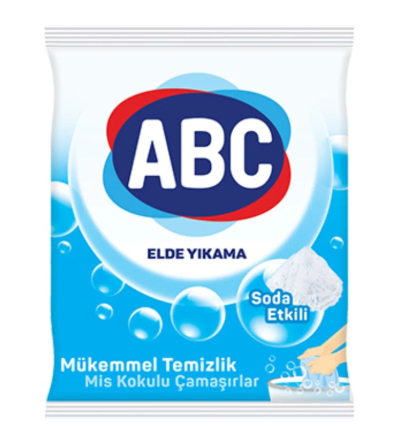 ABC
ELDE YIKAMA
Soda
Etkili
Mükemmel Temizlik
Mis Kokulu Çamaşırlar